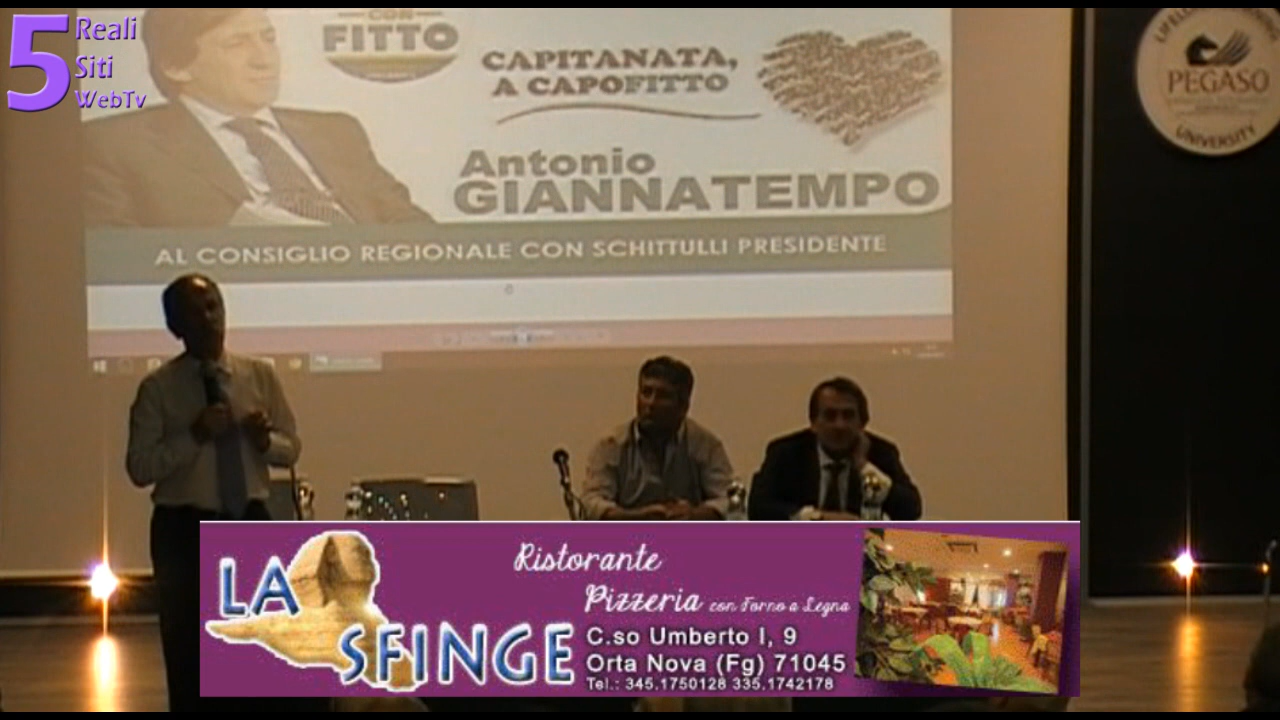 5 Reali
Siti
WebTv
CON
FITTO
CAPITANATA,
A CAPOFITTO
Antonio
GIANNATEMPO
AL CONSIGLIO REGIONALE CON SCHITTULLI PRESIDENTE
PEGASO
UNIVERSITY
LA
SFINGE
Ristorante
Pizzeria con Forno a Legna
C.so Umberto I, 9
Orta Nova (Fg) 71045
Tel.: 345.1750128 335.1742178